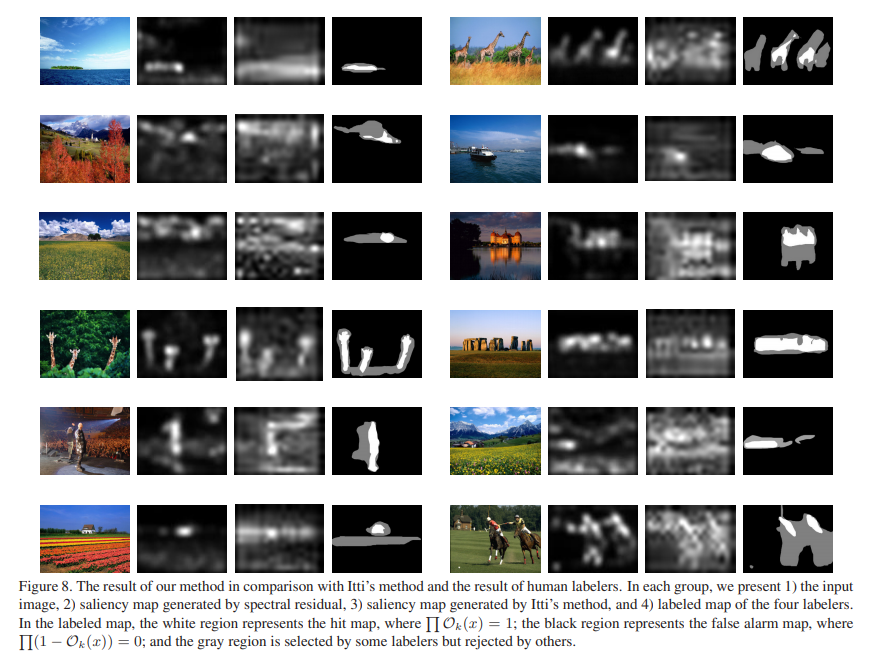 Figure 8. The result of our method in comparison with Itti's method and the result of human labelers. In each group, we present 1) the input
image, 2) saliency map generated by spectral residual, 3) saliency map generated by Itti's method, and 4) labeled map of the four labelers.
In the labeled map, the white region represents the hit map, where ∏ 𝒪ₖ(x) = 1; the black region represents the false alarm map, where
∏(1 − 𝒪ₖ(x)) = 0; and the gray region is selected by some labelers but rejected by others.